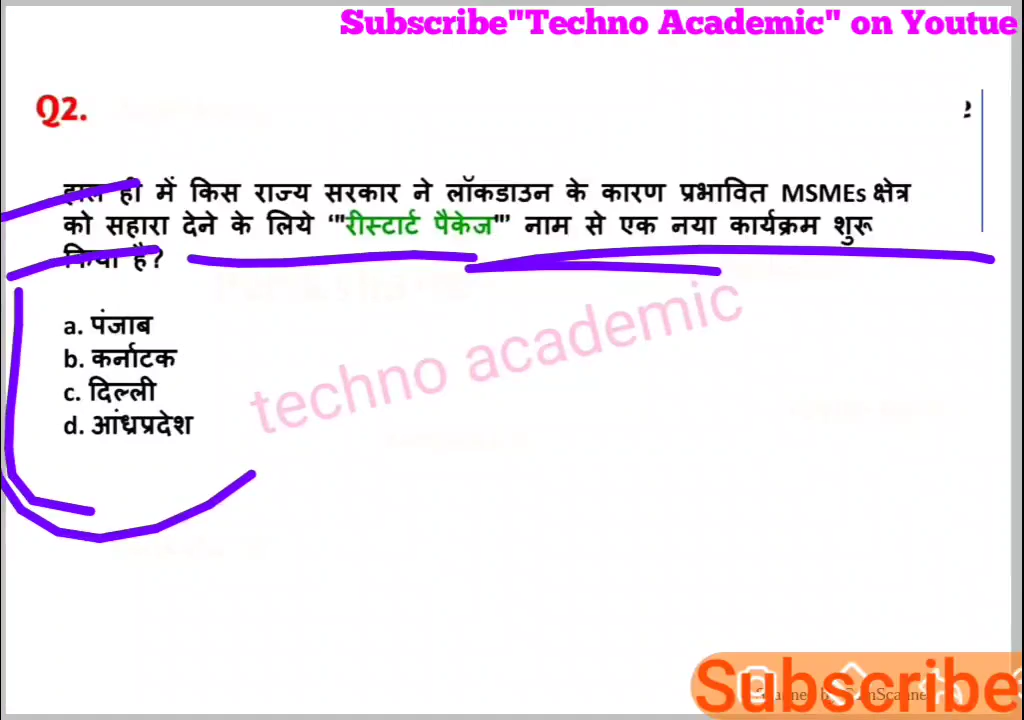 Subscribe"Techno Academic" on Youtue
Q2.
हाल ही में किस राज्य सरकार ने लॉकडाउन के कारण प्रभावित MSMEs क्षेत्र
को सहारा देने के लिये '"रीस्टार्ट पैकेज"' नाम से एक नया कार्यक्रम शुरू
किया है?
a. पंजाब
b. कर्नाटक
c. दिल्ली
d. आंध्रप्रदेश
techno academic
Subscribe